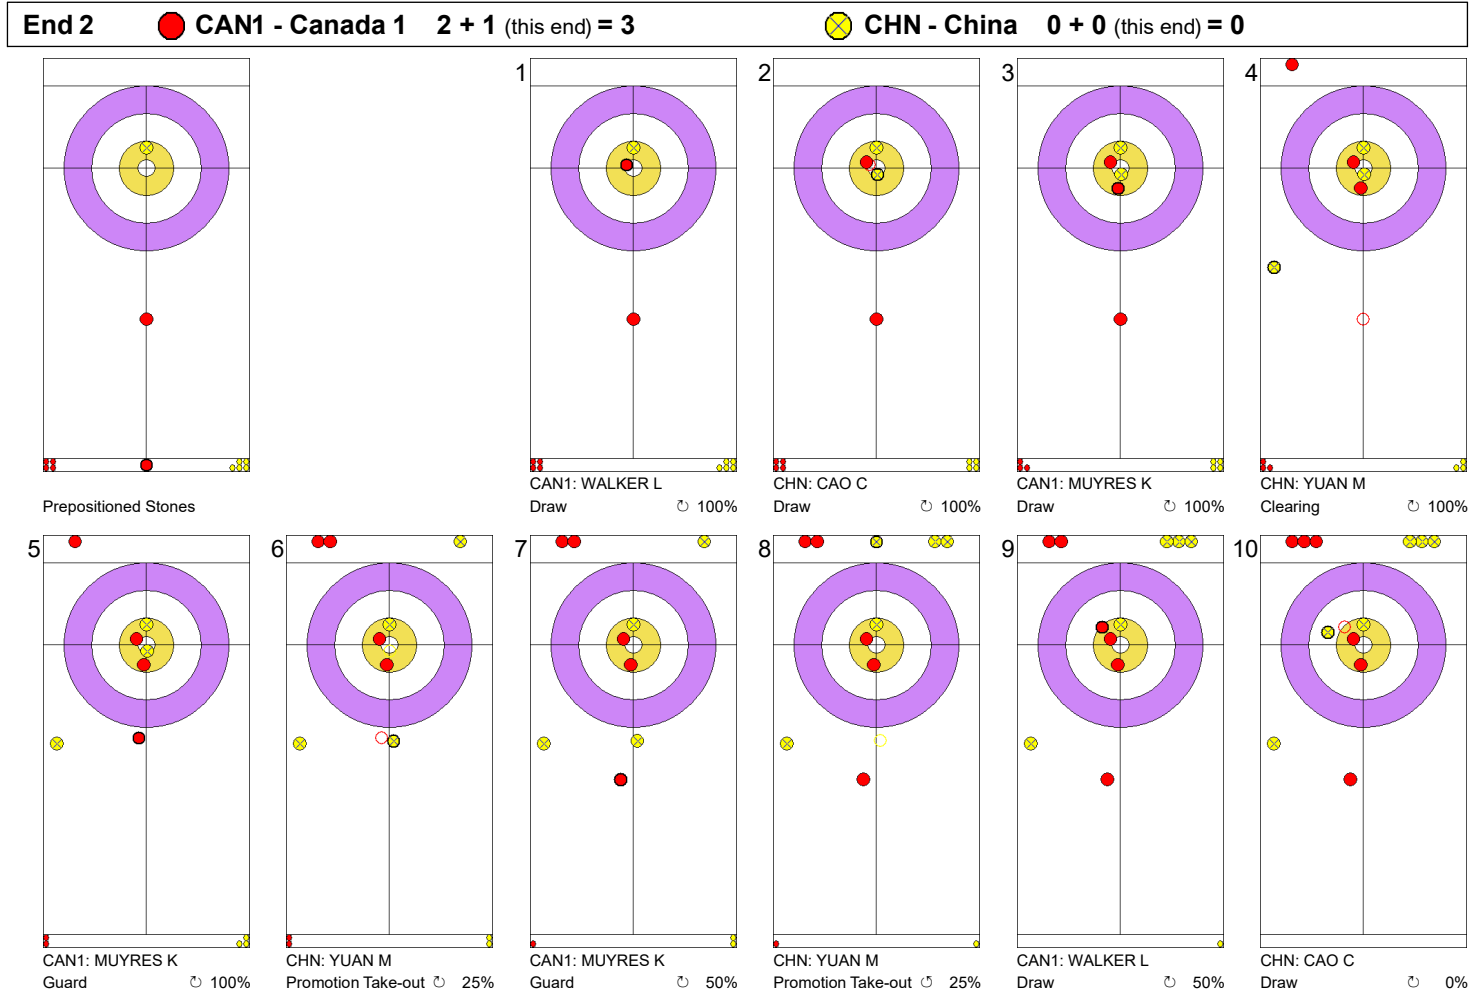 End 2 CAN1 - Canada 1 2 + 1 (this end) = 3 CHN - China 0 + 0 (this end) = 0
Prepositioned Stones
1
CAN1: WALKER L
Draw ↻ 100%
2
CHN: CAO C
Draw ↻ 100%
3
CAN1: MUYRES K
Draw ↻ 100%
4
CHN: YUAN M
Clearing ↻ 100%
5
CAN1: MUYRES K
Guard ↻ 100%
6
CHN: YUAN M
Promotion Take-out ↻ 25%
7
CAN1: MUYRES K
Guard ↻ 50%
8
CHN: YUAN M
Promotion Take-out ↺ 25%
9
CAN1: WALKER L
Draw ↻ 50%
10
CHN: CAO C
Draw ↻ 0%